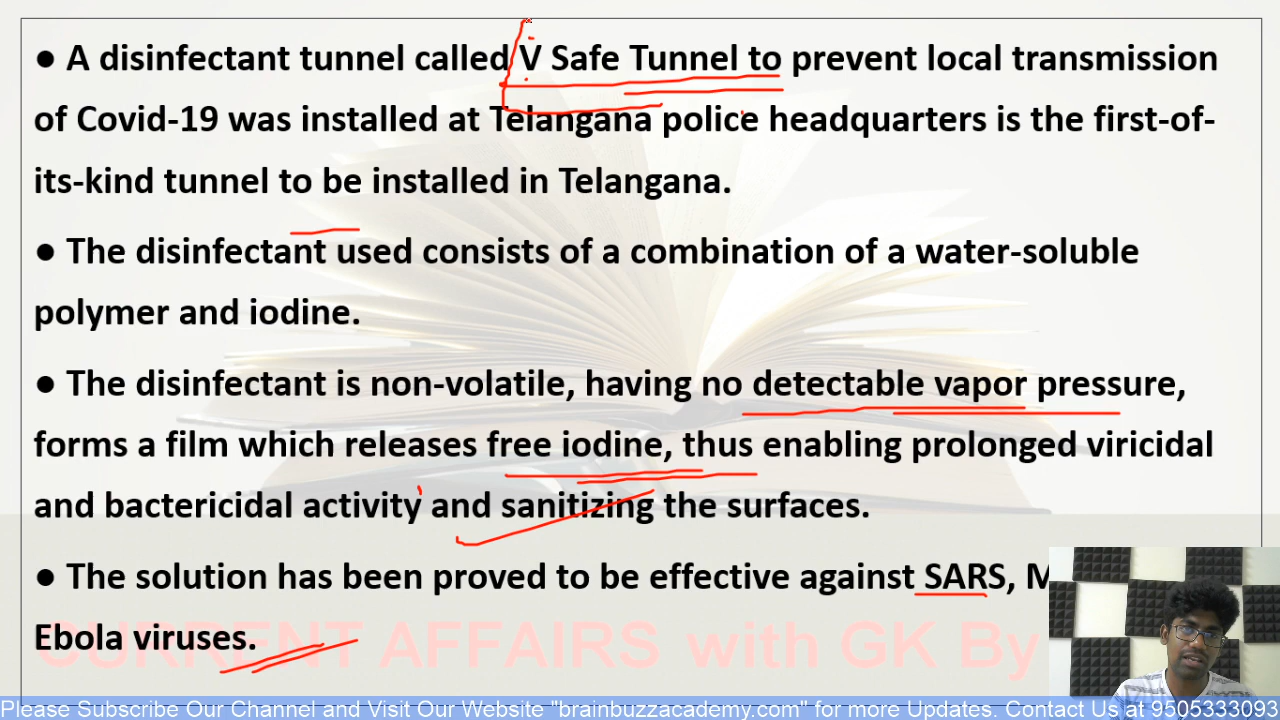 ● A disinfectant tunnel called V Safe Tunnel to prevent local transmission
of Covid-19 was installed at Telangana police headquarters is the first-of-
its-kind tunnel to be installed in Telangana.
● The disinfectant used consists of a combination of a water-soluble
polymer and iodine.
● The disinfectant is non-volatile, having no detectable vapor pressure,
forms a film which releases free iodine, thus enabling prolonged viricidal
and bactericidal activity and sanitizing the surfaces.
● The solution has been proved to be effective against SARS,
Ebola viruses.
CURRENT AFFAIRS with GK By
Please Subscribe Our Channel and Visit Our Website "brainbuzzacademy.com" for more Updates. Contact Us at 9505333093